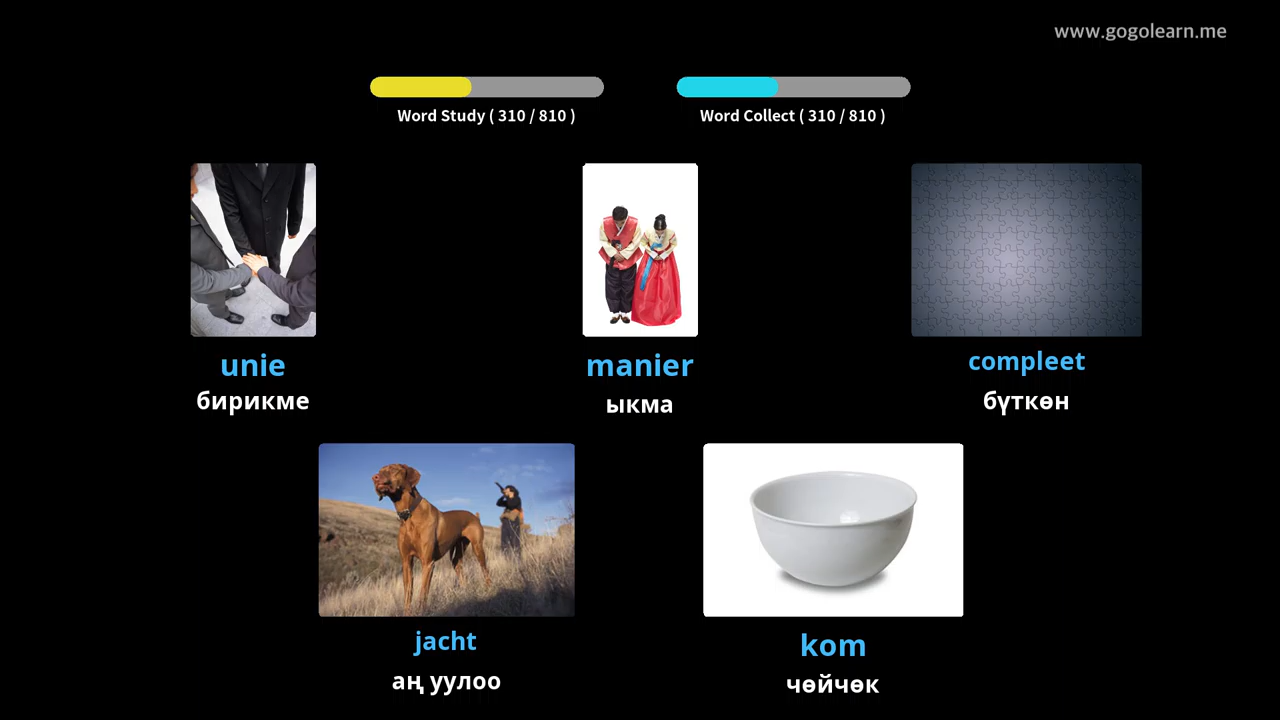 www.gogolearn.me
Word Study ( 310 / 810 )
Word Collect ( 310 / 810 )
unie
бирикме
manier
ыкма
compleet
бүткөн
jacht
аң уулоо
kom
чөйчөк